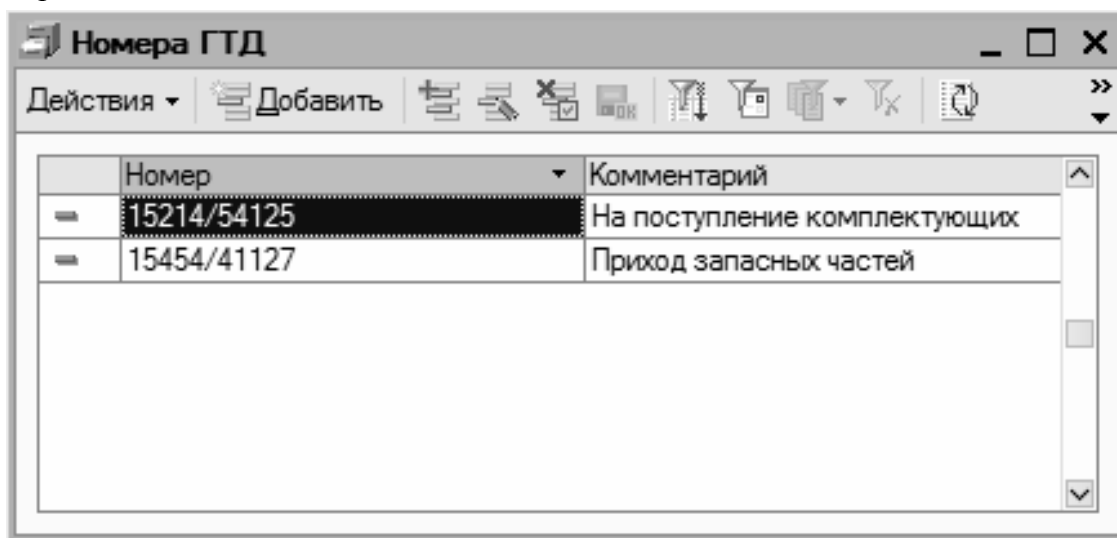 Номера ГТД
Действия Добавить
Номер Комментарий
15214/54125 На поступление комплектующих
15454/41127 Приход запасных частей